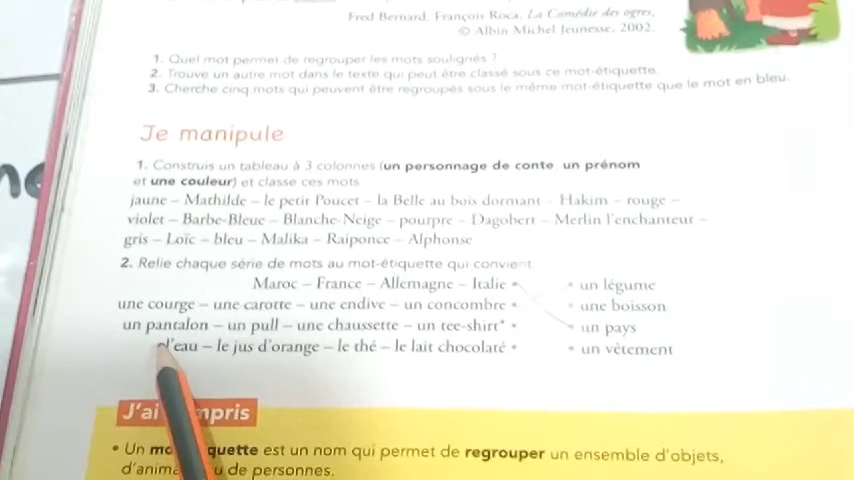 Fred Bernard, François Roca, La Comédie des ogres,
© Albin Michel Jeunesse, 2002.
1. Quel mot permet de regrouper les mots soulignés ?
2. Trouve un autre mot dans le texte qui peut être classé sous ce mot-étiquette.
3. Cherche cinq mots qui peuvent être regroupés sous le même mot-étiquette que le mot en bleu.
Je manipule
1. Construis un tableau à 3 colonnes (un personnage de conte, un prénom
et une couleur) et classe ces mots
jaune – Mathilde – le petit Poucet – la Belle au bois dormant – Hakim – rouge –
violet – Barbe-Bleue – Blanche-Neige – pourpre – Dagobert – Merlin l'enchanteur –
gris – Loïc – bleu – Malika – Raiponce – Alphonse
2. Relie chaque série de mots au mot-étiquette qui convient
Maroc – France – Allemagne – Italie • • un légume
une courge – une carotte – une endive – un concombre • • une boisson
un pantalon – un pull – une chaussette – un tee-shirt* • • un pays
l'eau – le jus d'orange – le thé – le lait chocolaté • • un vêtement
J'ai compris
• Un quette est un nom qui permet de regrouper un ensemble d'objets,
d'anima u de personnes.